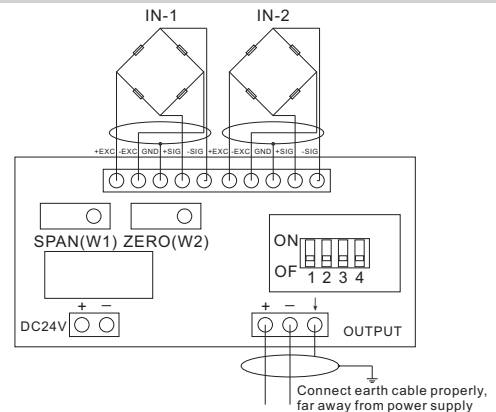 IN-1 IN-2
+EXC -EXC GND +SIG -SIG +EXC -EXC GND +SIG -SIG
SPAN(W1) ZERO(W2)
ON
OF 1 2 3 4
+ − + − ↓
DC24V OUTPUT
Connect earth cable properly,
far away from power supply